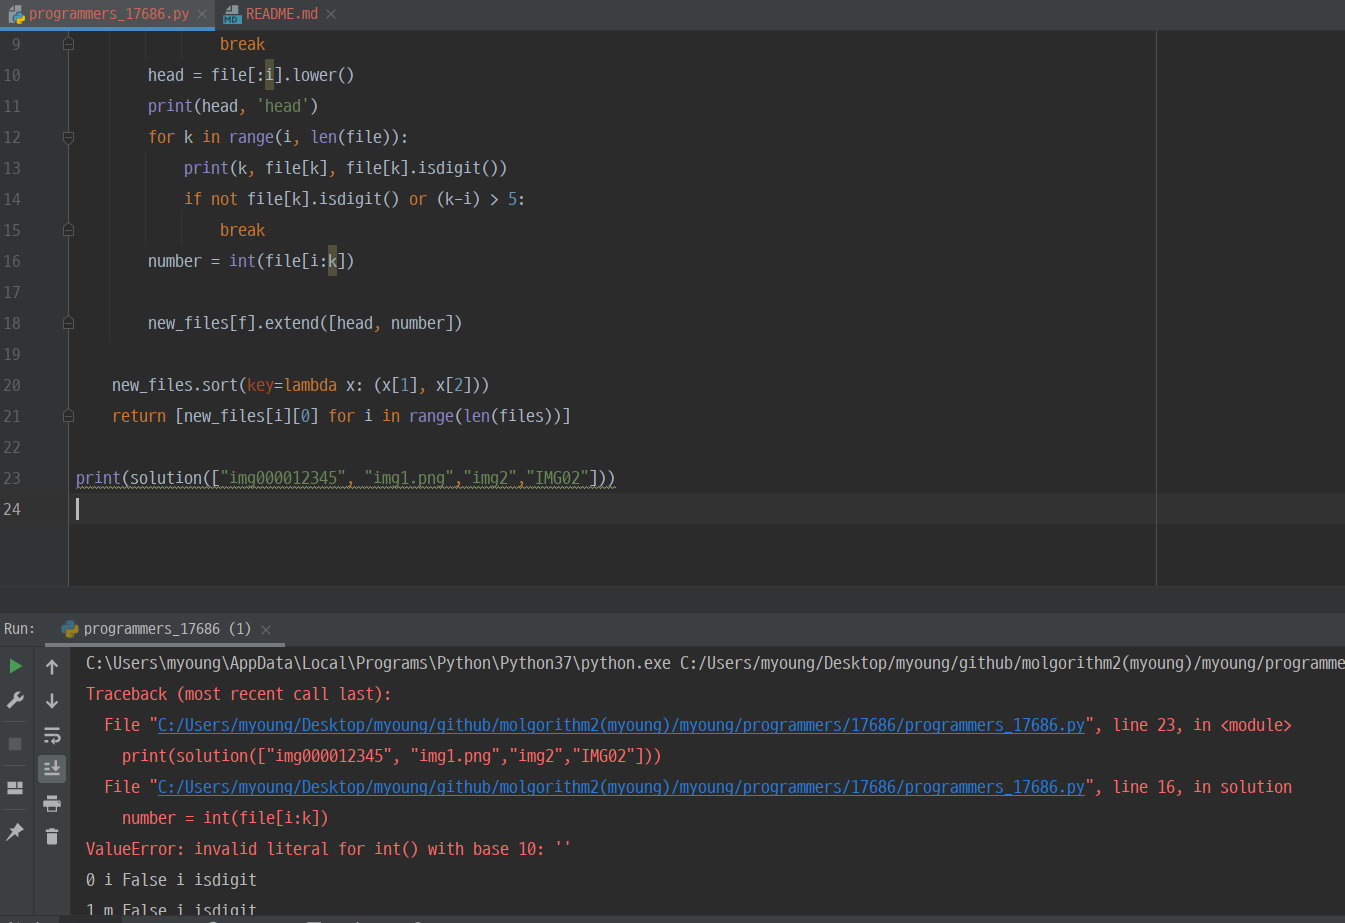 programmers_17686.py README.md
9 break
10 head = file[:i].lower()
11 print(head, 'head')
12 for k in range(i, len(file)):
13 print(k, file[k], file[k].isdigit())
14 if not file[k].isdigit() or (k-i) > 5:
15 break
16 number = int(file[i:k])
17
18 new_files[f].extend([head, number])
19
20 new_files.sort(key=lambda x: (x[1], x[2]))
21 return [new_files[i][0] for i in range(len(files))]
22
23 print(solution(["img000012345", "img1.png","img2","IMG02"]))
24
Run: programmers_17686 (1)
C:\Users\myoung\AppData\Local\Programs\Python\Python37\python.exe C:/Users/myoung/Desktop/myoung/github/molgorithm2(myoung)/myoung/programme
Traceback (most recent call last):
File "C:/Users/myoung/Desktop/myoung/github/molgorithm2(myoung)/myoung/programmers/17686/programmers_17686.py", line 23, in <module>
print(solution(["img000012345", "img1.png","img2","IMG02"]))
File "C:/Users/myoung/Desktop/myoung/github/molgorithm2(myoung)/myoung/programmers/17686/programmers_17686.py", line 16, in solution
number = int(file[i:k])
ValueError: invalid literal for int() with base 10: ''
0 i False i isdigit
1 m False i isdigit